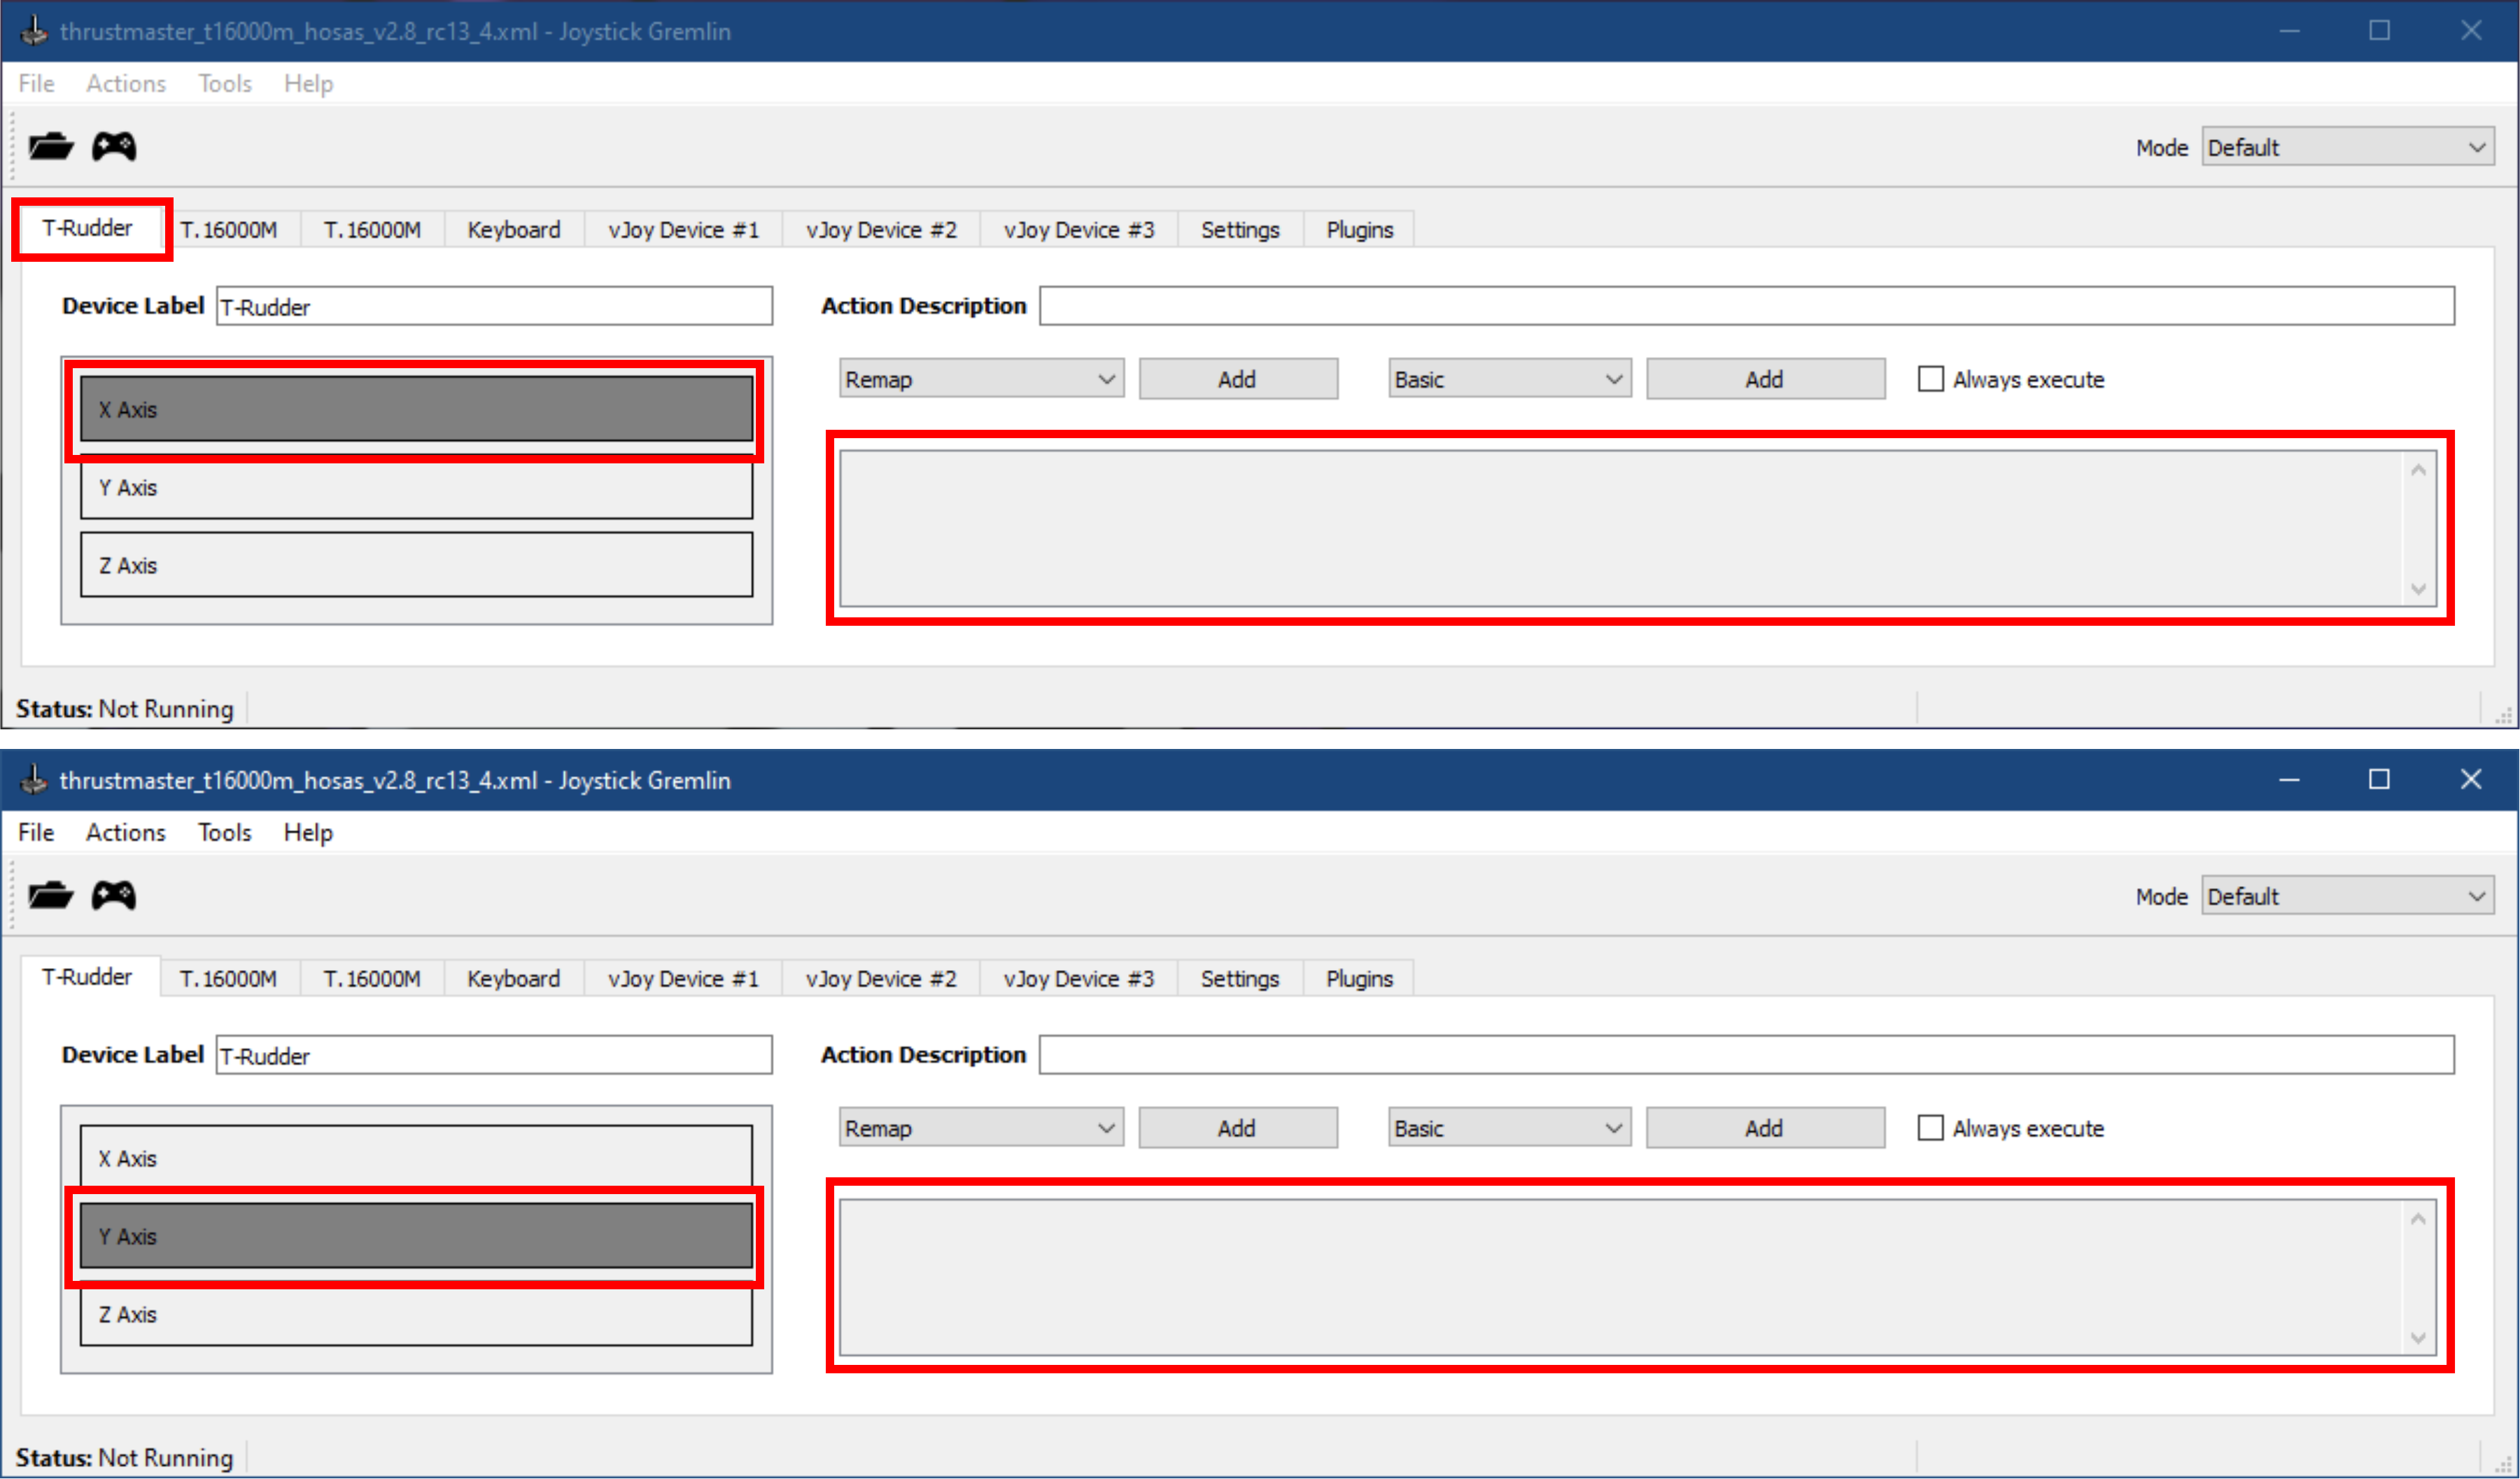 thrustmaster_t16000m_hosas_v2.8_rc13_4.xml - Joystick Gremlin
File Actions Tools Help
Mode Default
T-Rudder T.16000M T.16000M Keyboard vJoy Device #1 vJoy Device #2 vJoy Device #3 Settings Plugins
Device Label T-Rudder Action Description
Remap Add Basic Add Always execute
X Axis
Y Axis
Z Axis
Status: Not Running
thrustmaster_t16000m_hosas_v2.8_rc13_4.xml - Joystick Gremlin
File Actions Tools Help
Mode Default
T-Rudder T.16000M T.16000M Keyboard vJoy Device #1 vJoy Device #2 vJoy Device #3 Settings Plugins
Device Label T-Rudder Action Description
Remap Add Basic Add Always execute
X Axis
Y Axis
Z Axis
Status: Not Running